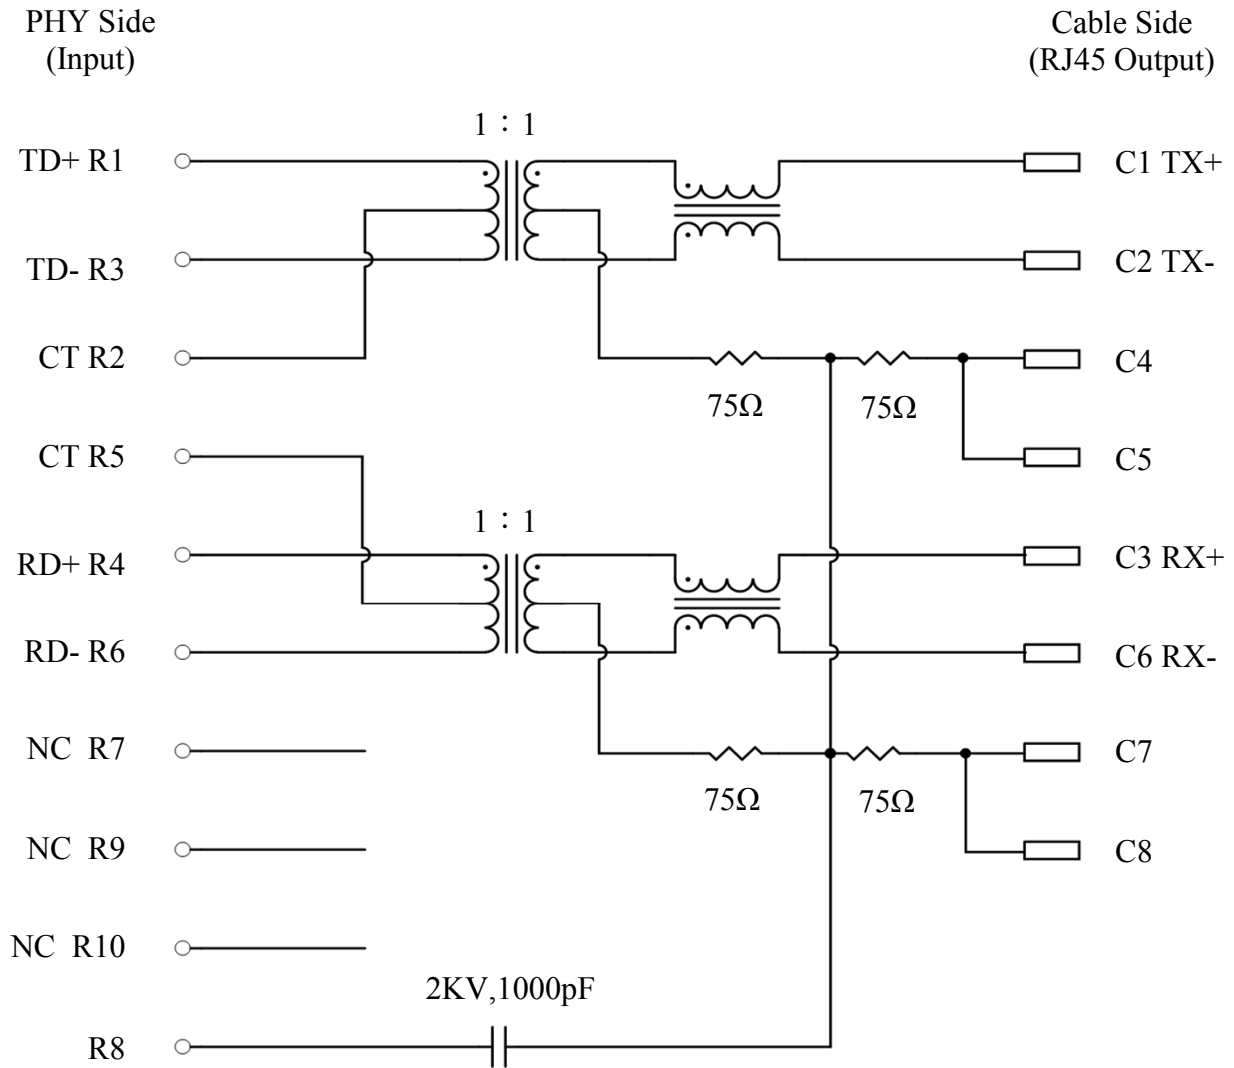 PHY Side
(Input)
Cable Side
(RJ45 Output)
1 : 1
TD+ R1
C1 TX+
TD- R3
C2 TX-
CT R2
C4
75Ω
75Ω
CT R5
C5
1 : 1
RD+ R4
C3 RX+
RD- R6
C6 RX-
NC R7
C7
75Ω
75Ω
NC R9
C8
NC R10
2KV,1000pF
R8